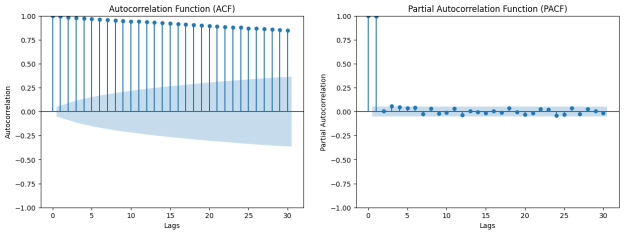 Autocorrelation Function (ACF)
1.00
0.75
0.50
0.25
0.00
−0.25
−0.50
−0.75
−1.00
Autocorrelation
0 5 10 15 20 25 30
Lags
Partial Autocorrelation Function (PACF)
1.00
0.75
0.50
0.25
0.00
−0.25
−0.50
−0.75
−1.00
Partial Autocorrelation
0 5 10 15 20 25 30
Lags